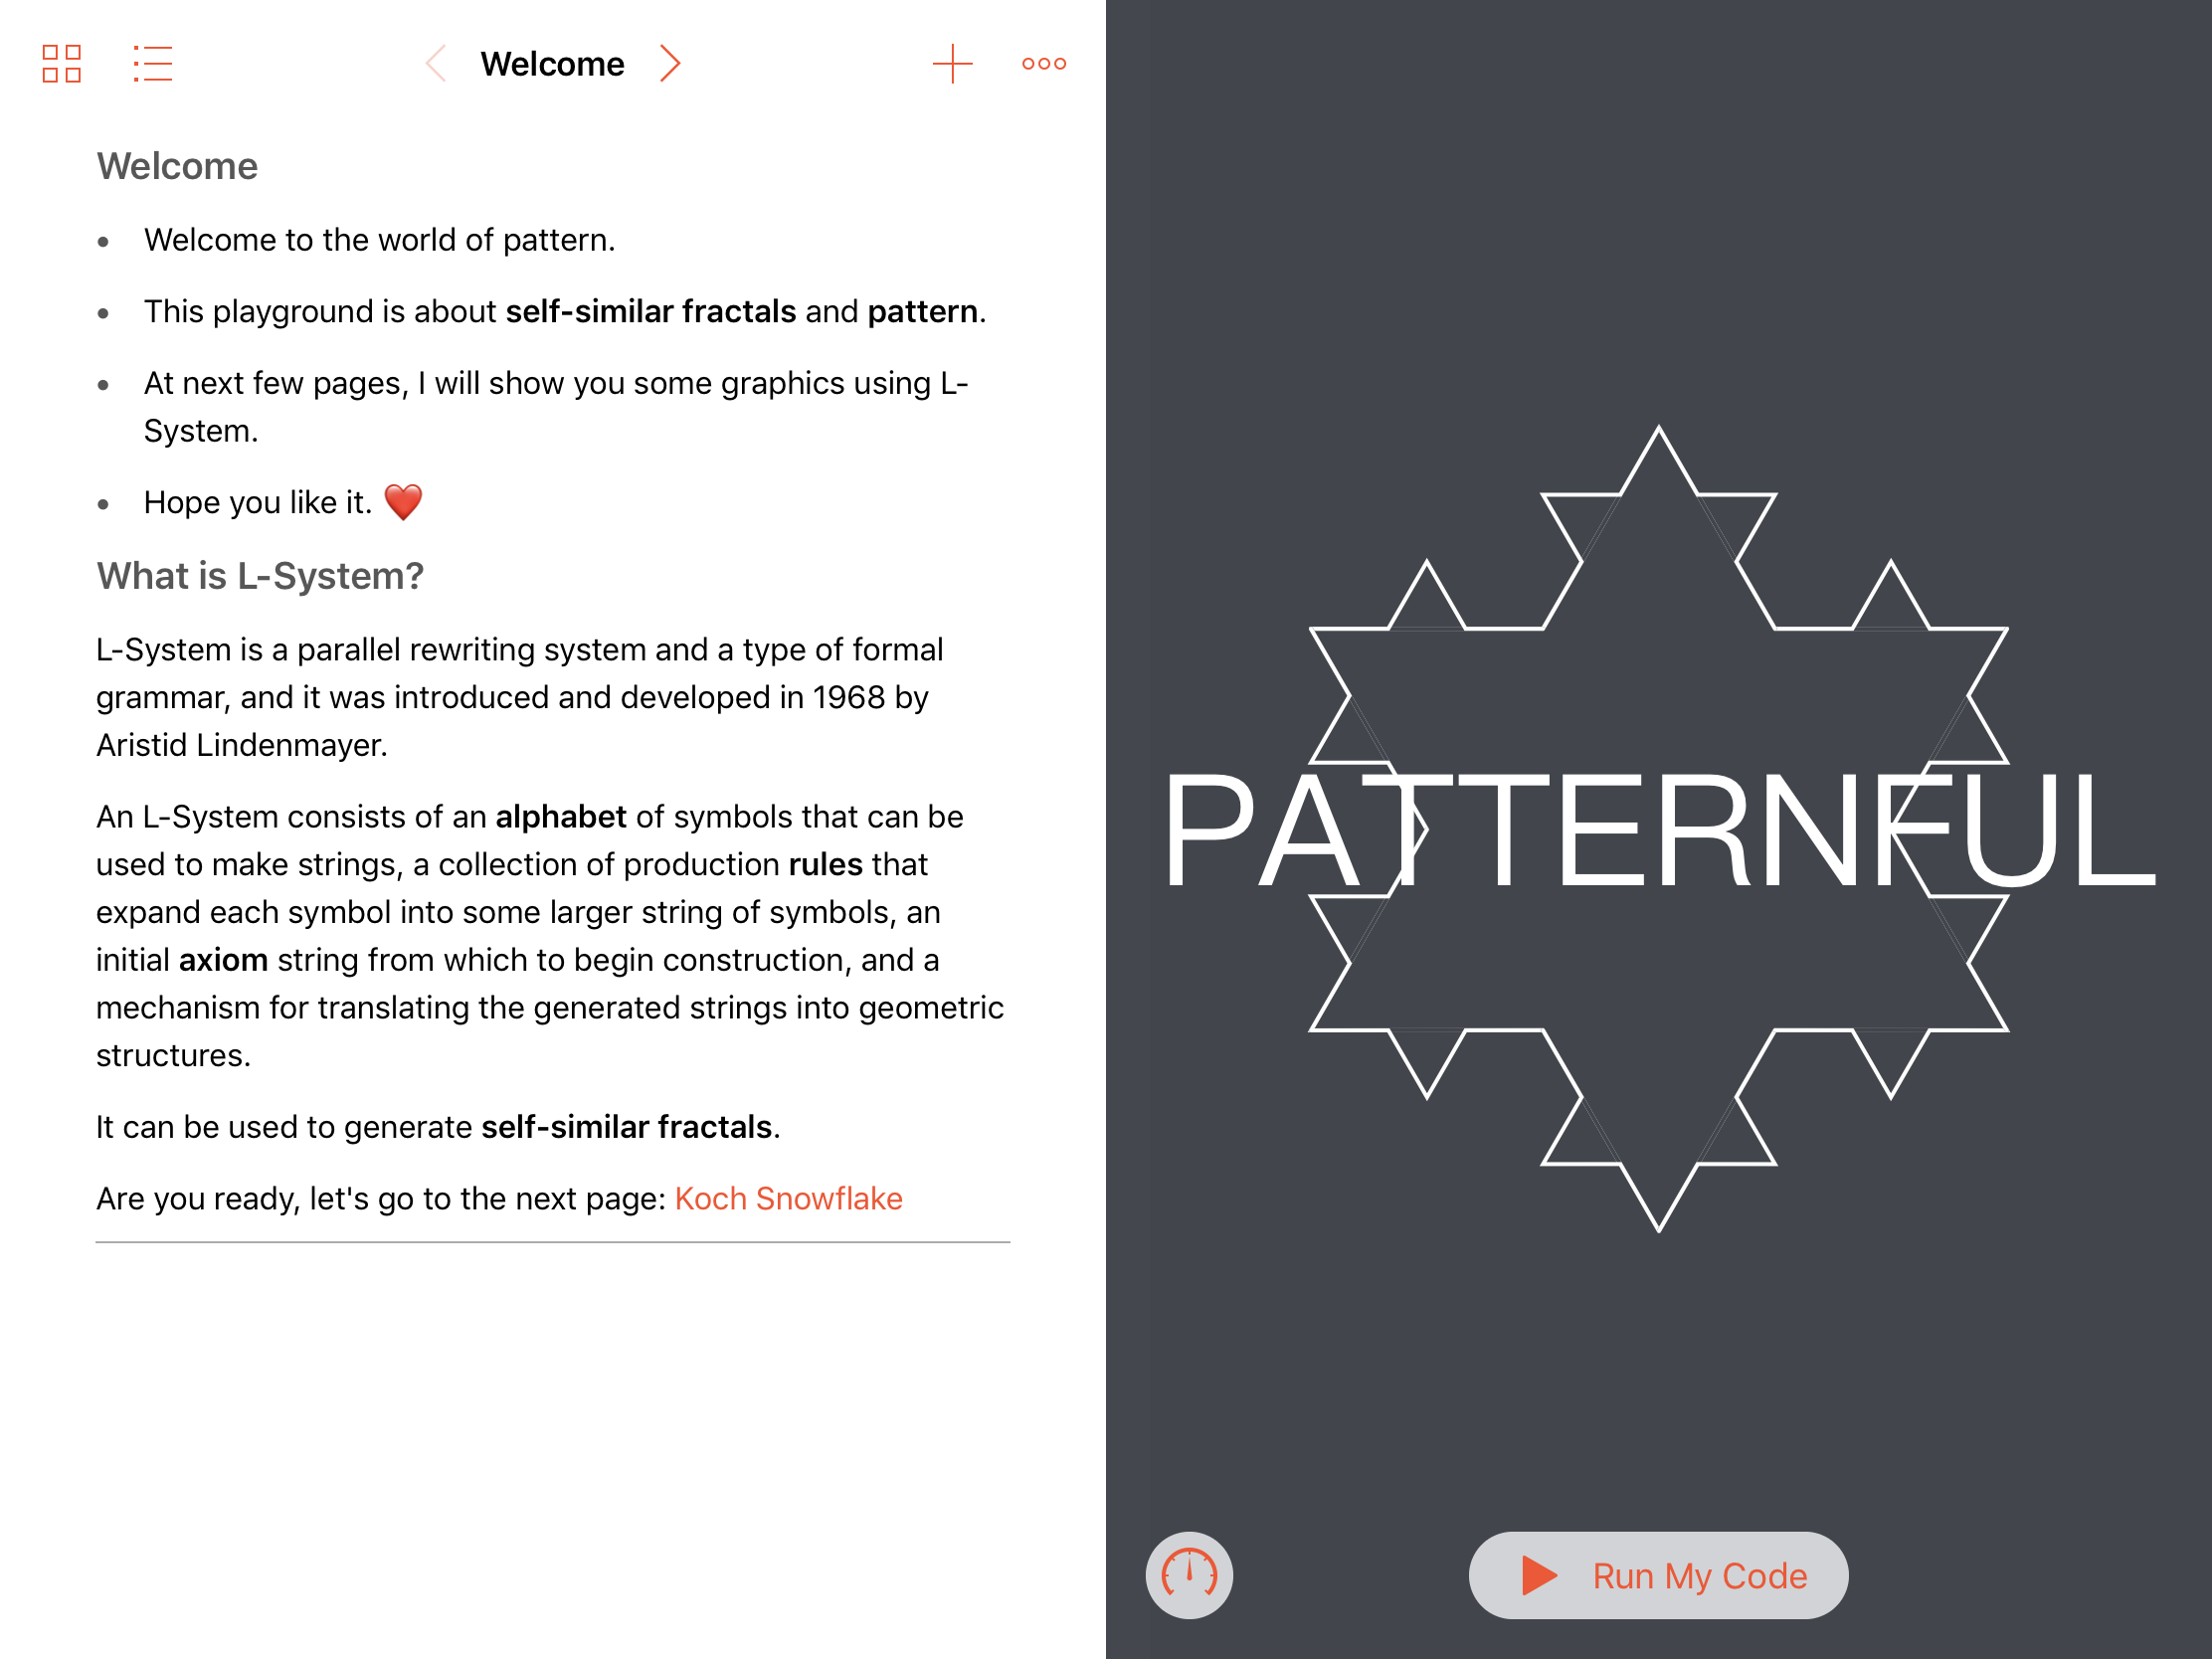 Welcome
Welcome
• Welcome to the world of pattern.
• This playground is about self-similar fractals and pattern.
• At next few pages, I will show you some graphics using L-
System.
• Hope you like it. ❤️
What is L-System?
L-System is a parallel rewriting system and a type of formal
grammar, and it was introduced and developed in 1968 by
Aristid Lindenmayer.
An L-System consists of an alphabet of symbols that can be
used to make strings, a collection of production rules that
expand each symbol into some larger string of symbols, an
initial axiom string from which to begin construction, and a
mechanism for translating the generated strings into geometric
structures.
It can be used to generate self-similar fractals.
Are you ready, let's go to the next page: Koch Snowflake
PATTERNFUL
Run My Code